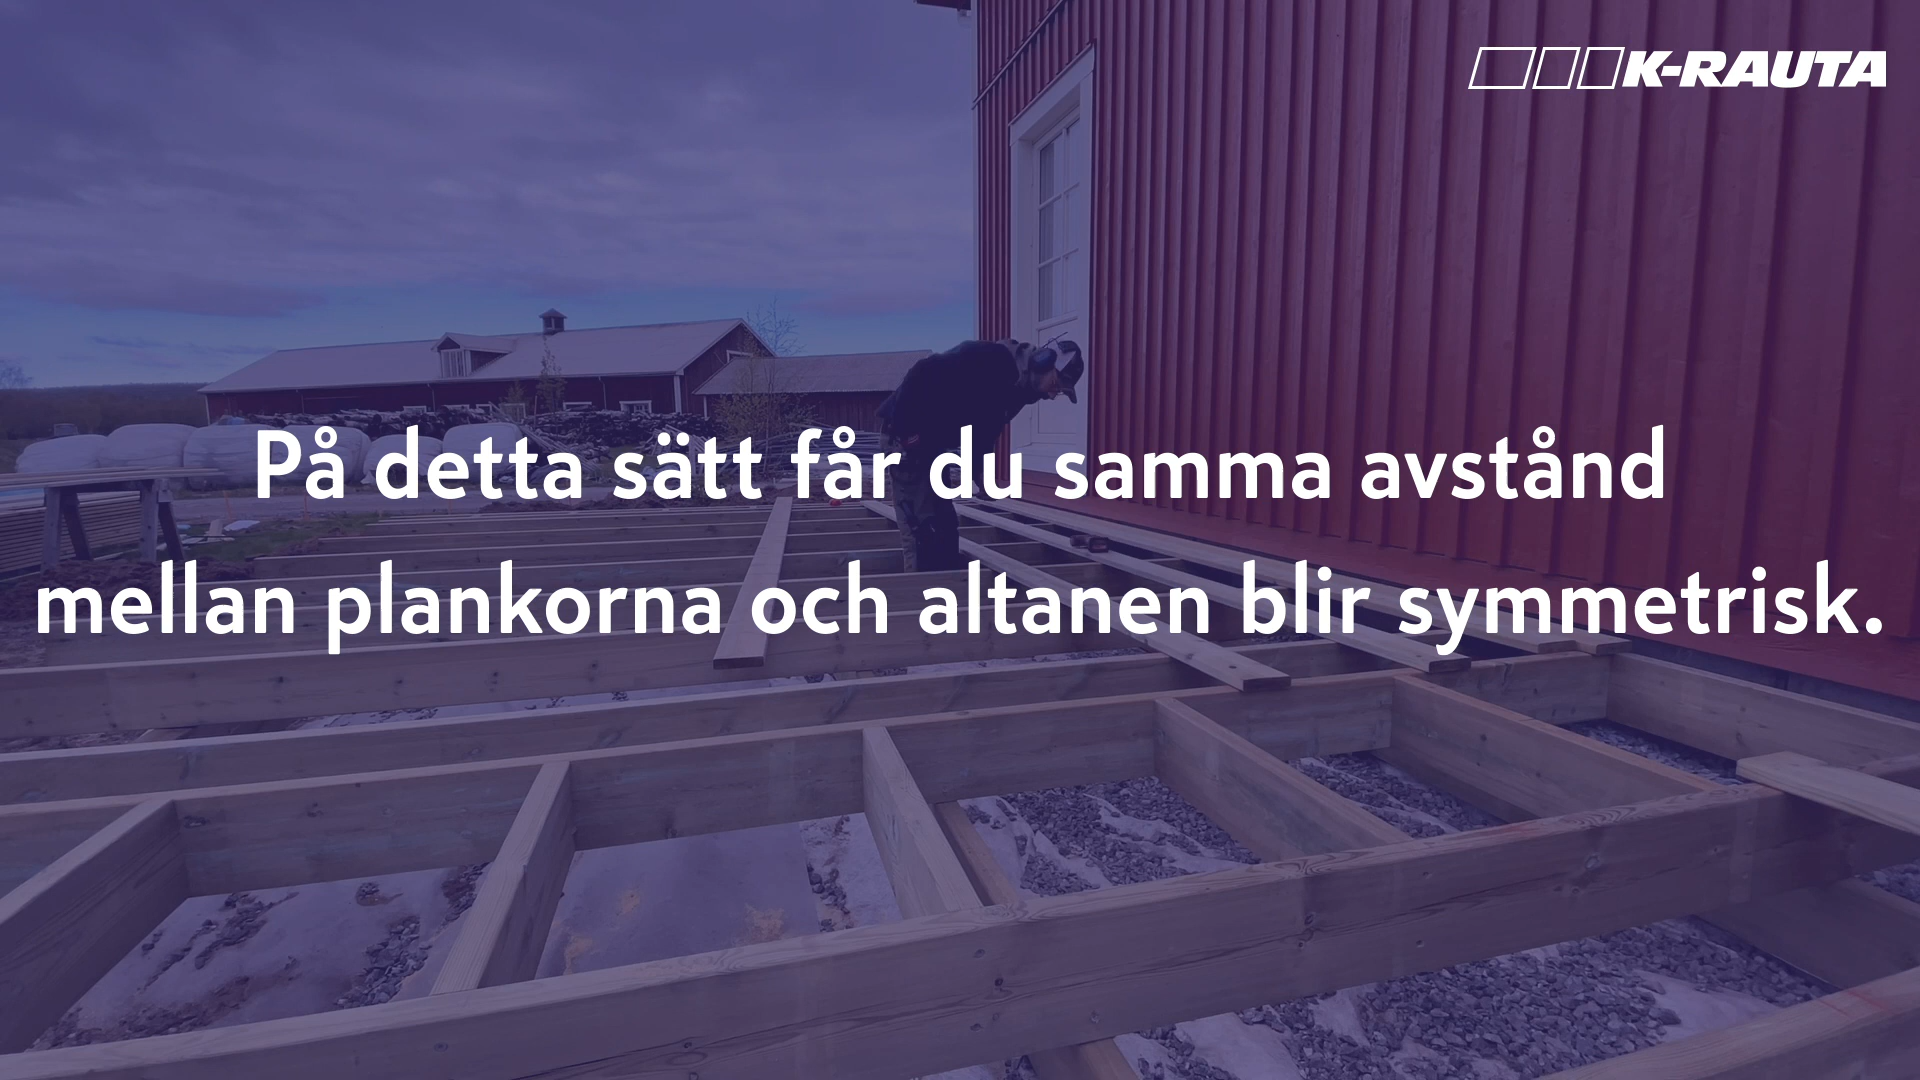 K-RAUTA
På detta sätt får du samma avstånd
mellan plankorna och altanen blir symmetrisk.